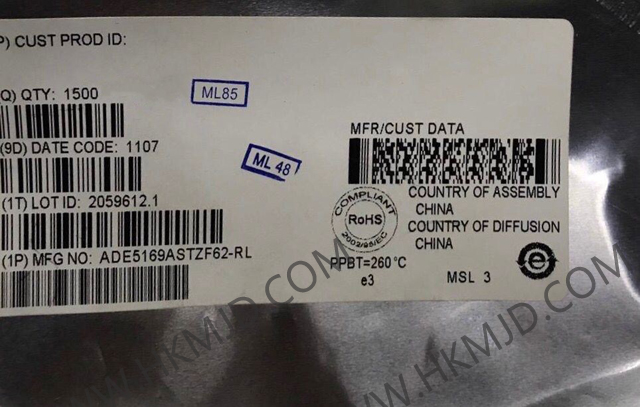 P) CUST PROD ID:
Q) QTY: 1500
ML85
(9D) DATE CODE: 1107
ML 48
(1T) LOT ID: 2059612.1
(1P) MFG NO: ADE5169ASTZF62-RL
MFR/CUST DATA
COMPLIANT
RoHS
2002/95/EC
COUNTRY OF ASSEMBLY
CHINA
COUNTRY OF DIFFUSION
CHINA
PPBT=260°C
e3
MSL 3
e
WWW.HKMJD.COM
WWW.HKMJD.COM